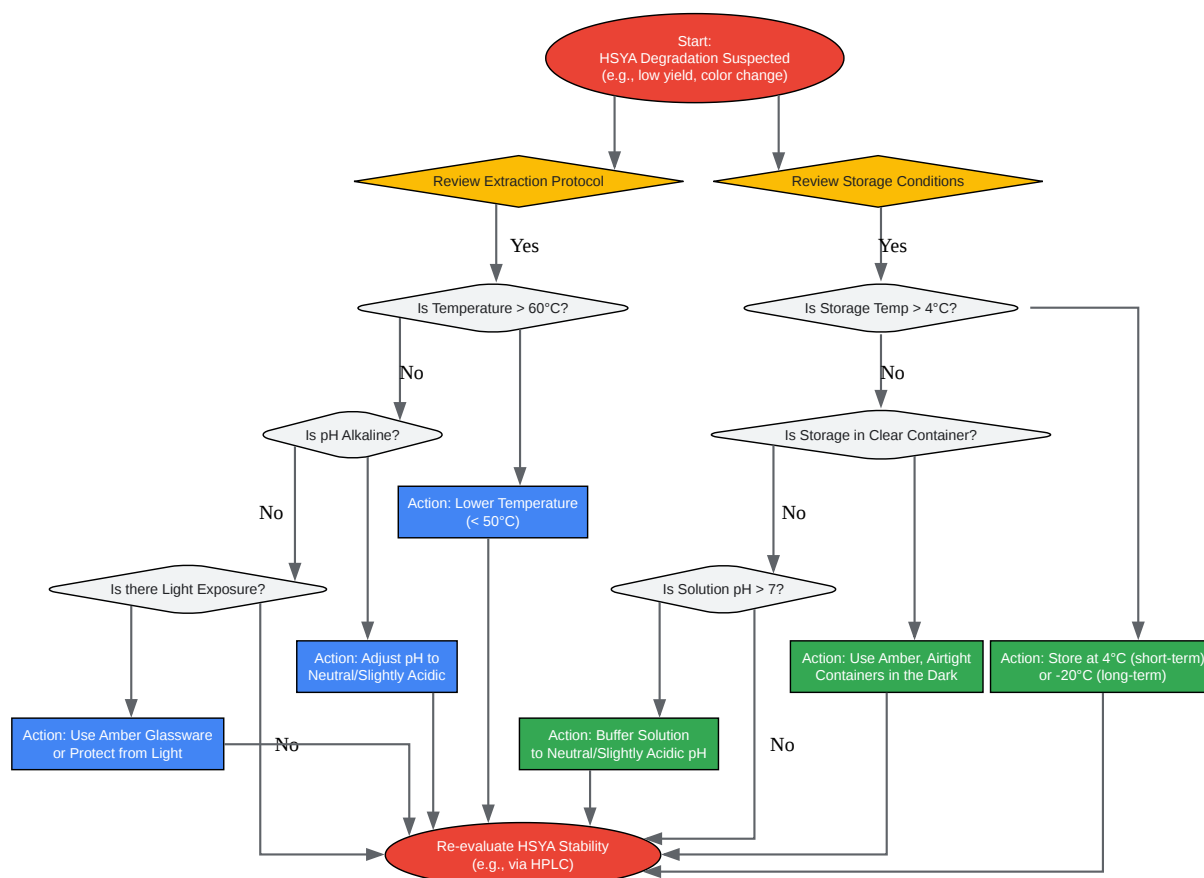 Start:
HSYA Degradation Suspected
(e.g., low yield, color change)
Review Extraction Protocol
Review Storage Conditions
Yes
Yes
Is Temperature > 60°C?
Is Storage Temp > 4°C?
No
No
Is pH Alkaline?
Is Storage in Clear Container?
Action: Lower Temperature
(< 50°C)
No
No
Is there Light Exposure?
Is Solution pH > 7?
Action: Adjust pH to
Neutral/Slightly Acidic
Action: Use Amber, Airtight
Containers in the Dark
Action: Store at 4°C (short-term)
or -20°C (long-term)
Action: Use Amber Glassware
or Protect from Light
No
Action: Buffer Solution
to Neutral/Slightly Acidic pH
No
Re-evaluate HSYA Stability
(e.g., via HPLC)